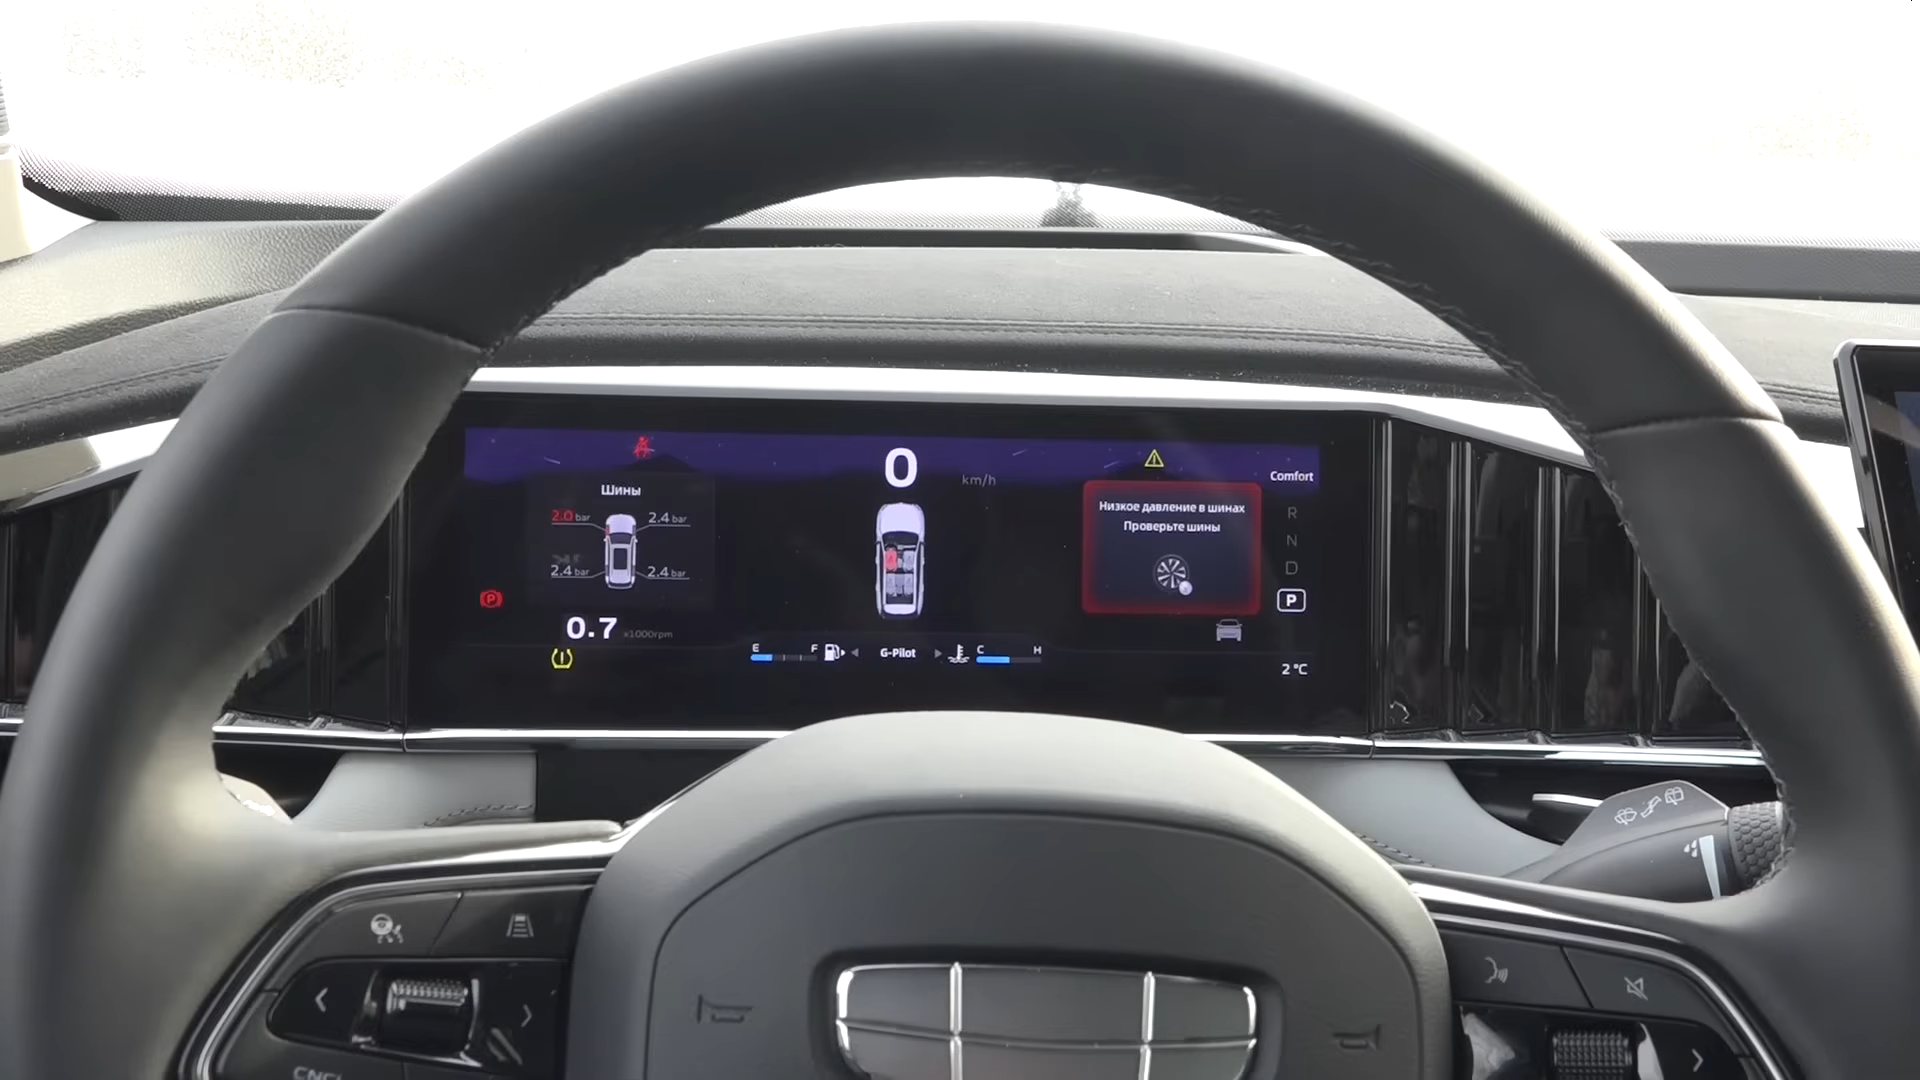 0 km/h
Comfort
Шины
2.0 bar 2.4 bar
2.4 bar 2.4 bar
Низкое давление в шинах
Проверьте шины
R
N
D
P
P
0.7 x1000rpm
E F
G-Pilot
C H
2 °C
CNCL